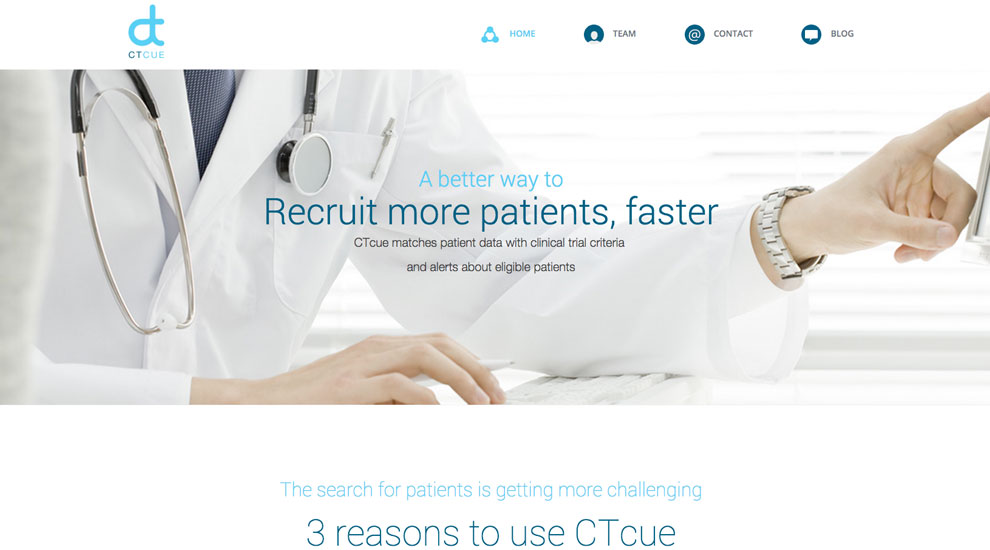 CTCUE
HOME
TEAM
CONTACT
BLOG
A better way to
Recruit more patients, faster
CTcue matches patient data with clinical trial criteria
and alerts about eligible patients
The search for patients is getting more challenging
3 reasons to use CTcue